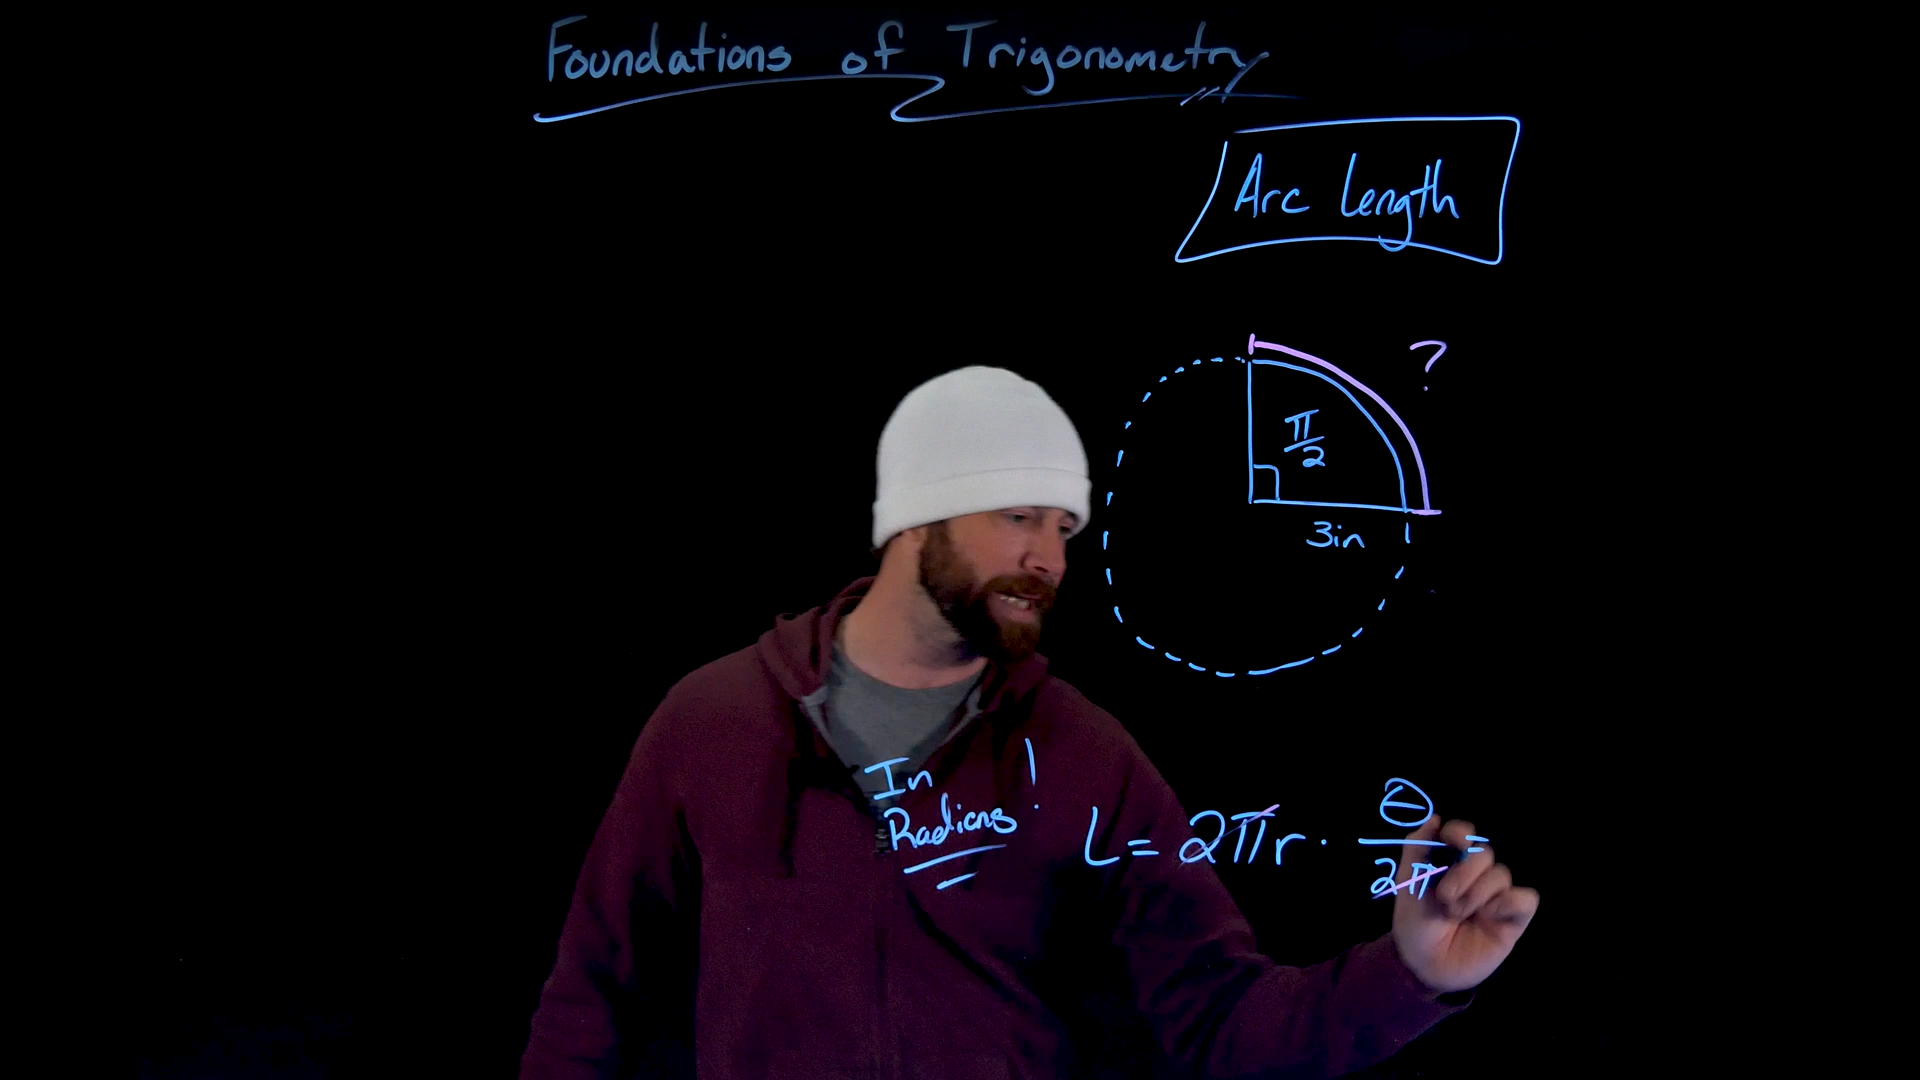 Foundations of Trigonometry
Arc Length
?
π/2
3in
In
Radians!
L = 2πr · θ/2π =